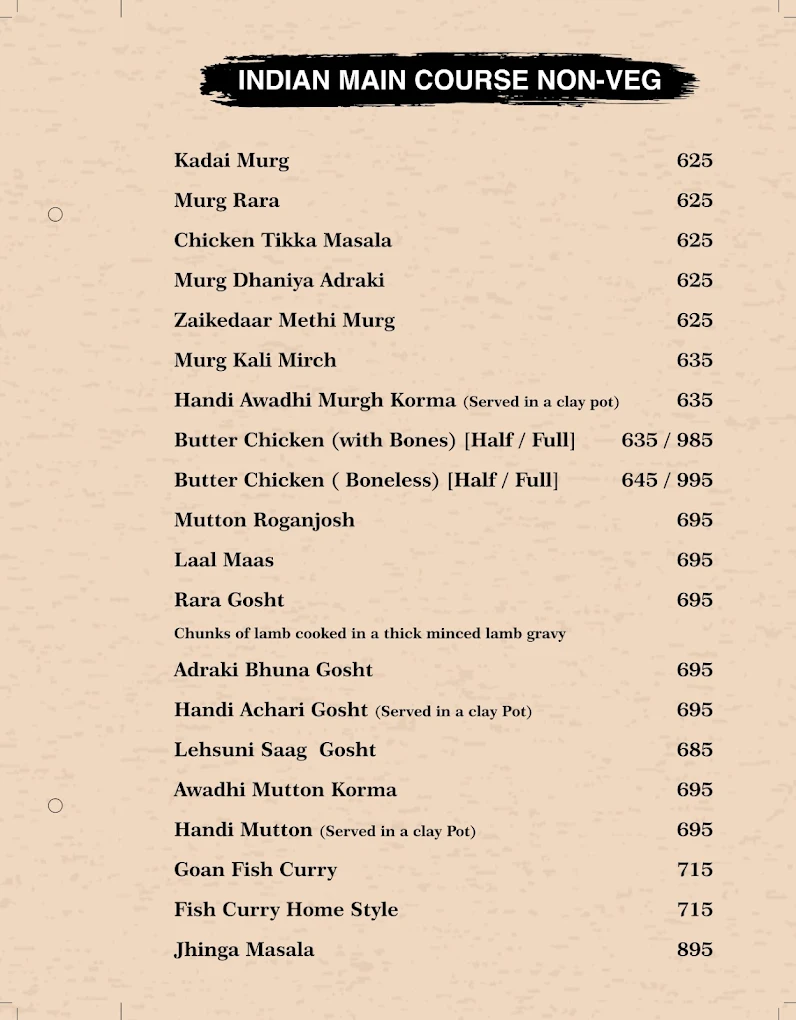 INDIAN MAIN COURSE NON-VEG
Kadai Murg 625
Murg Rara 625
Chicken Tikka Masala 625
Murg Dhaniya Adraki 625
Zaikedaar Methi Murg 625
Murg Kali Mirch 635
Handi Awadhi Murgh Korma (Served in a clay pot) 635
Butter Chicken (with Bones) [Half / Full] 635 / 985
Butter Chicken ( Boneless) [Half / Full] 645 / 995
Mutton Roganjosh 695
Laal Maas 695
Rara Gosht 695
Chunks of lamb cooked in a thick minced lamb gravy
Adraki Bhuna Gosht 695
Handi Achari Gosht (Served in a clay Pot) 695
Lehsuni Saag  Gosht 685
Awadhi Mutton Korma 695
Handi Mutton (Served in a clay Pot) 695
Goan Fish Curry 715
Fish Curry Home Style 715
Jhinga Masala 895